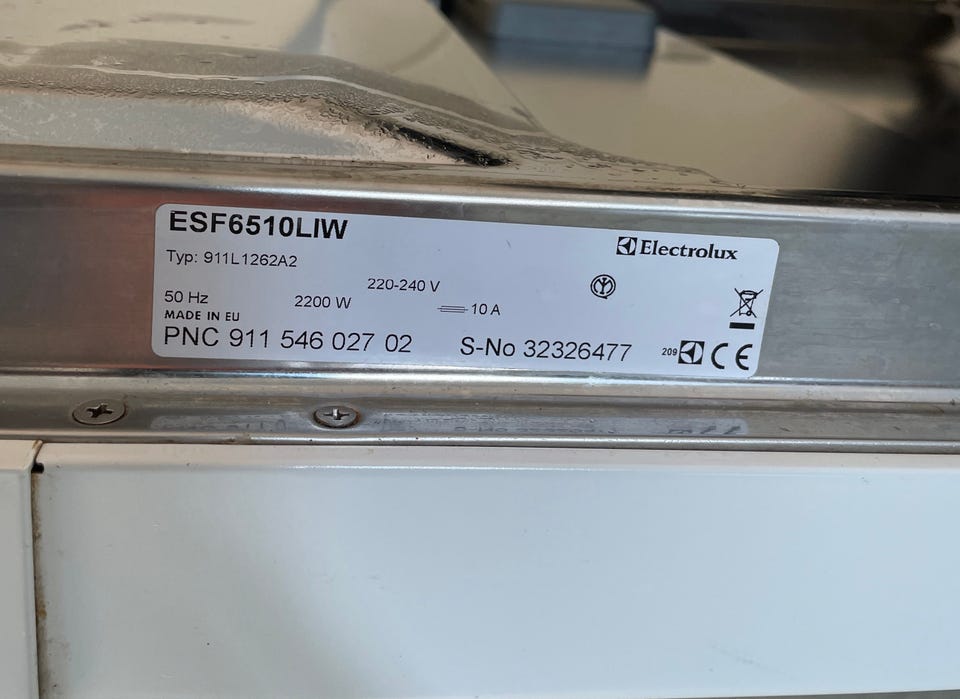 ESF6510LIW
Electrolux
Typ: 911L1262A2
220-240 V
50 Hz 2200 W 10 A
MADE IN EU
PNC 911 546 027 02 S-No 32326477 209 CE